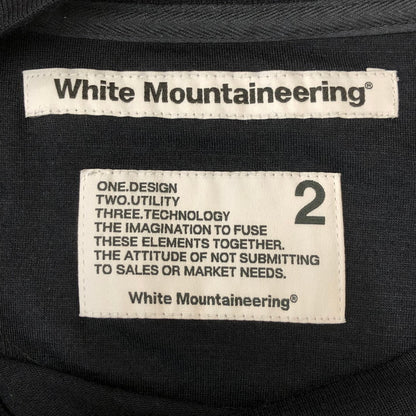 White Mountaineering®
ONE.DESIGN
2
TWO.UTILITY
THREE.TECHNOLOGY
THE IMAGINATION TO FUSE
THESE ELEMENTS TOGETHER.
THE ATTITUDE OF NOT SUBMITTING
TO SALES OR MARKET NEEDS.
White Mountaineering®